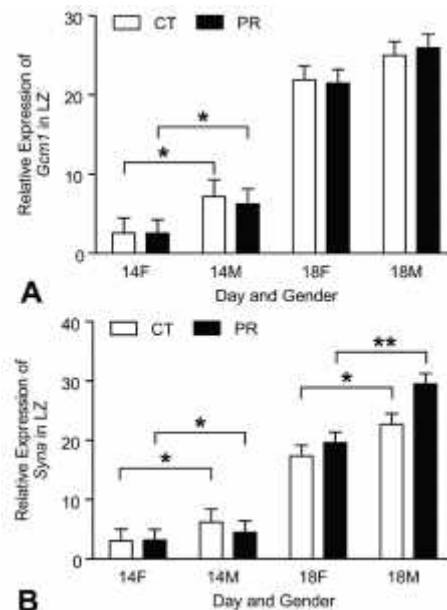 30
20
10
0
Relative Expression of
Gcm1 in LZ
CT PR
* *
14F 14M 18F 18M
Day and Gender
A
40
30
20
10
0
Relative Expression of
Syna in LZ
CT PR
* * * **
14F 14M 18F 18M
Day and Gender
B